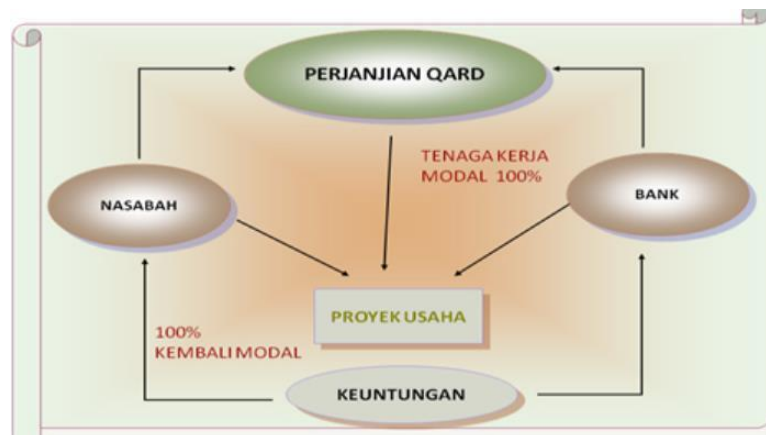 PERJANJIAN QARD
TENAGA KERJA
MODAL 100%
NASABAH
BANK
PROYEK USAHA
100%
KEMBALI MODAL
KEUNTUNGAN